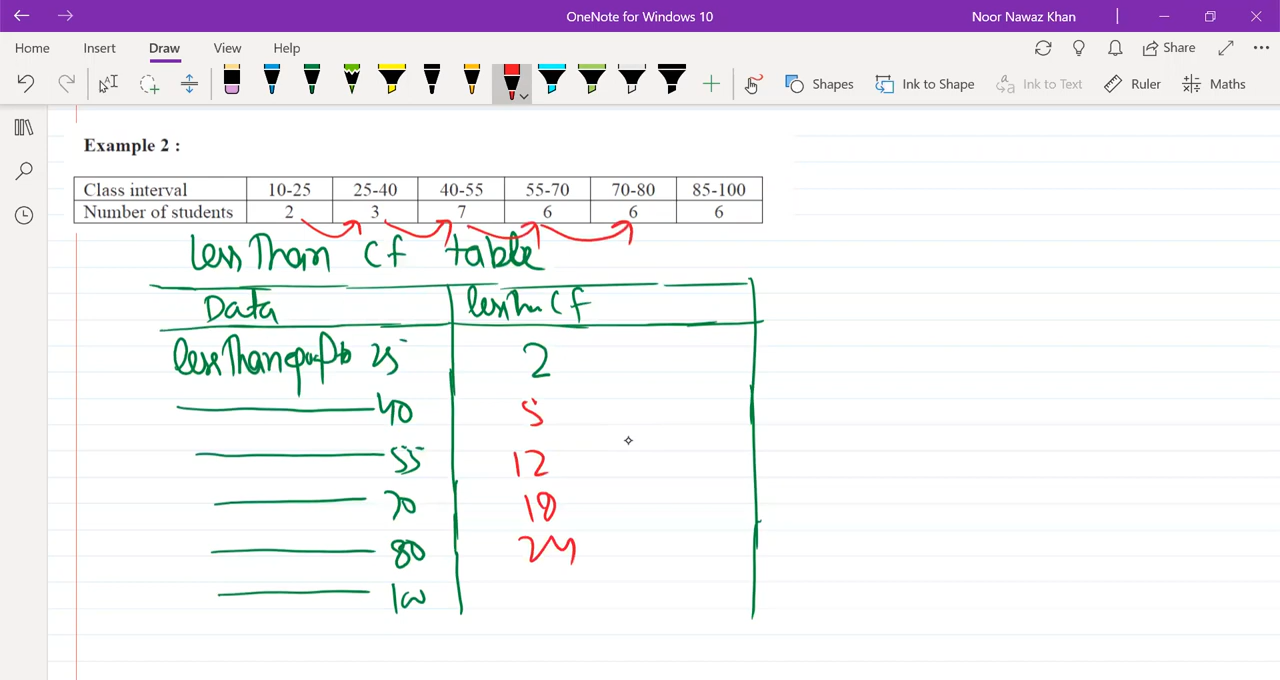 OneNote for Windows 10
Noor Nawaz Khan
Home Insert Draw View Help
Share
Shapes Ink to Shape Ink to Text Ruler Maths
Example 2 :
Class interval 10-25 25-40 40-55 55-70 70-80 85-100
Number of students 2 3 7 6 6 6
less Than cf table
Data less Than cf
less Than 25 2
40 5
55 12
70 18
80 24
100